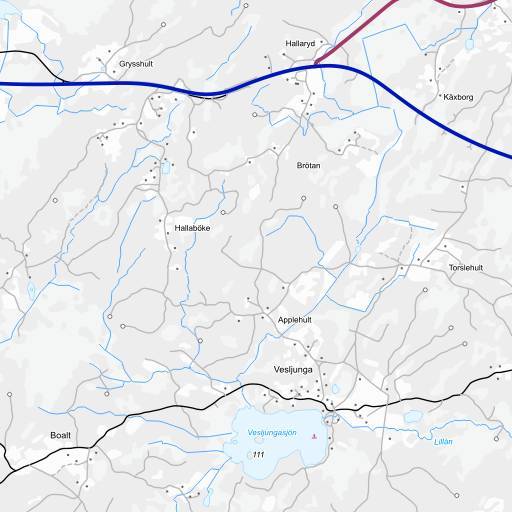 Hallaryd
Grysshult
Käxborg
Brötan
Hallaböke
Torslehult
Applehult
Vesljunga
Vesljungasjön
Boalt
Lillån
111